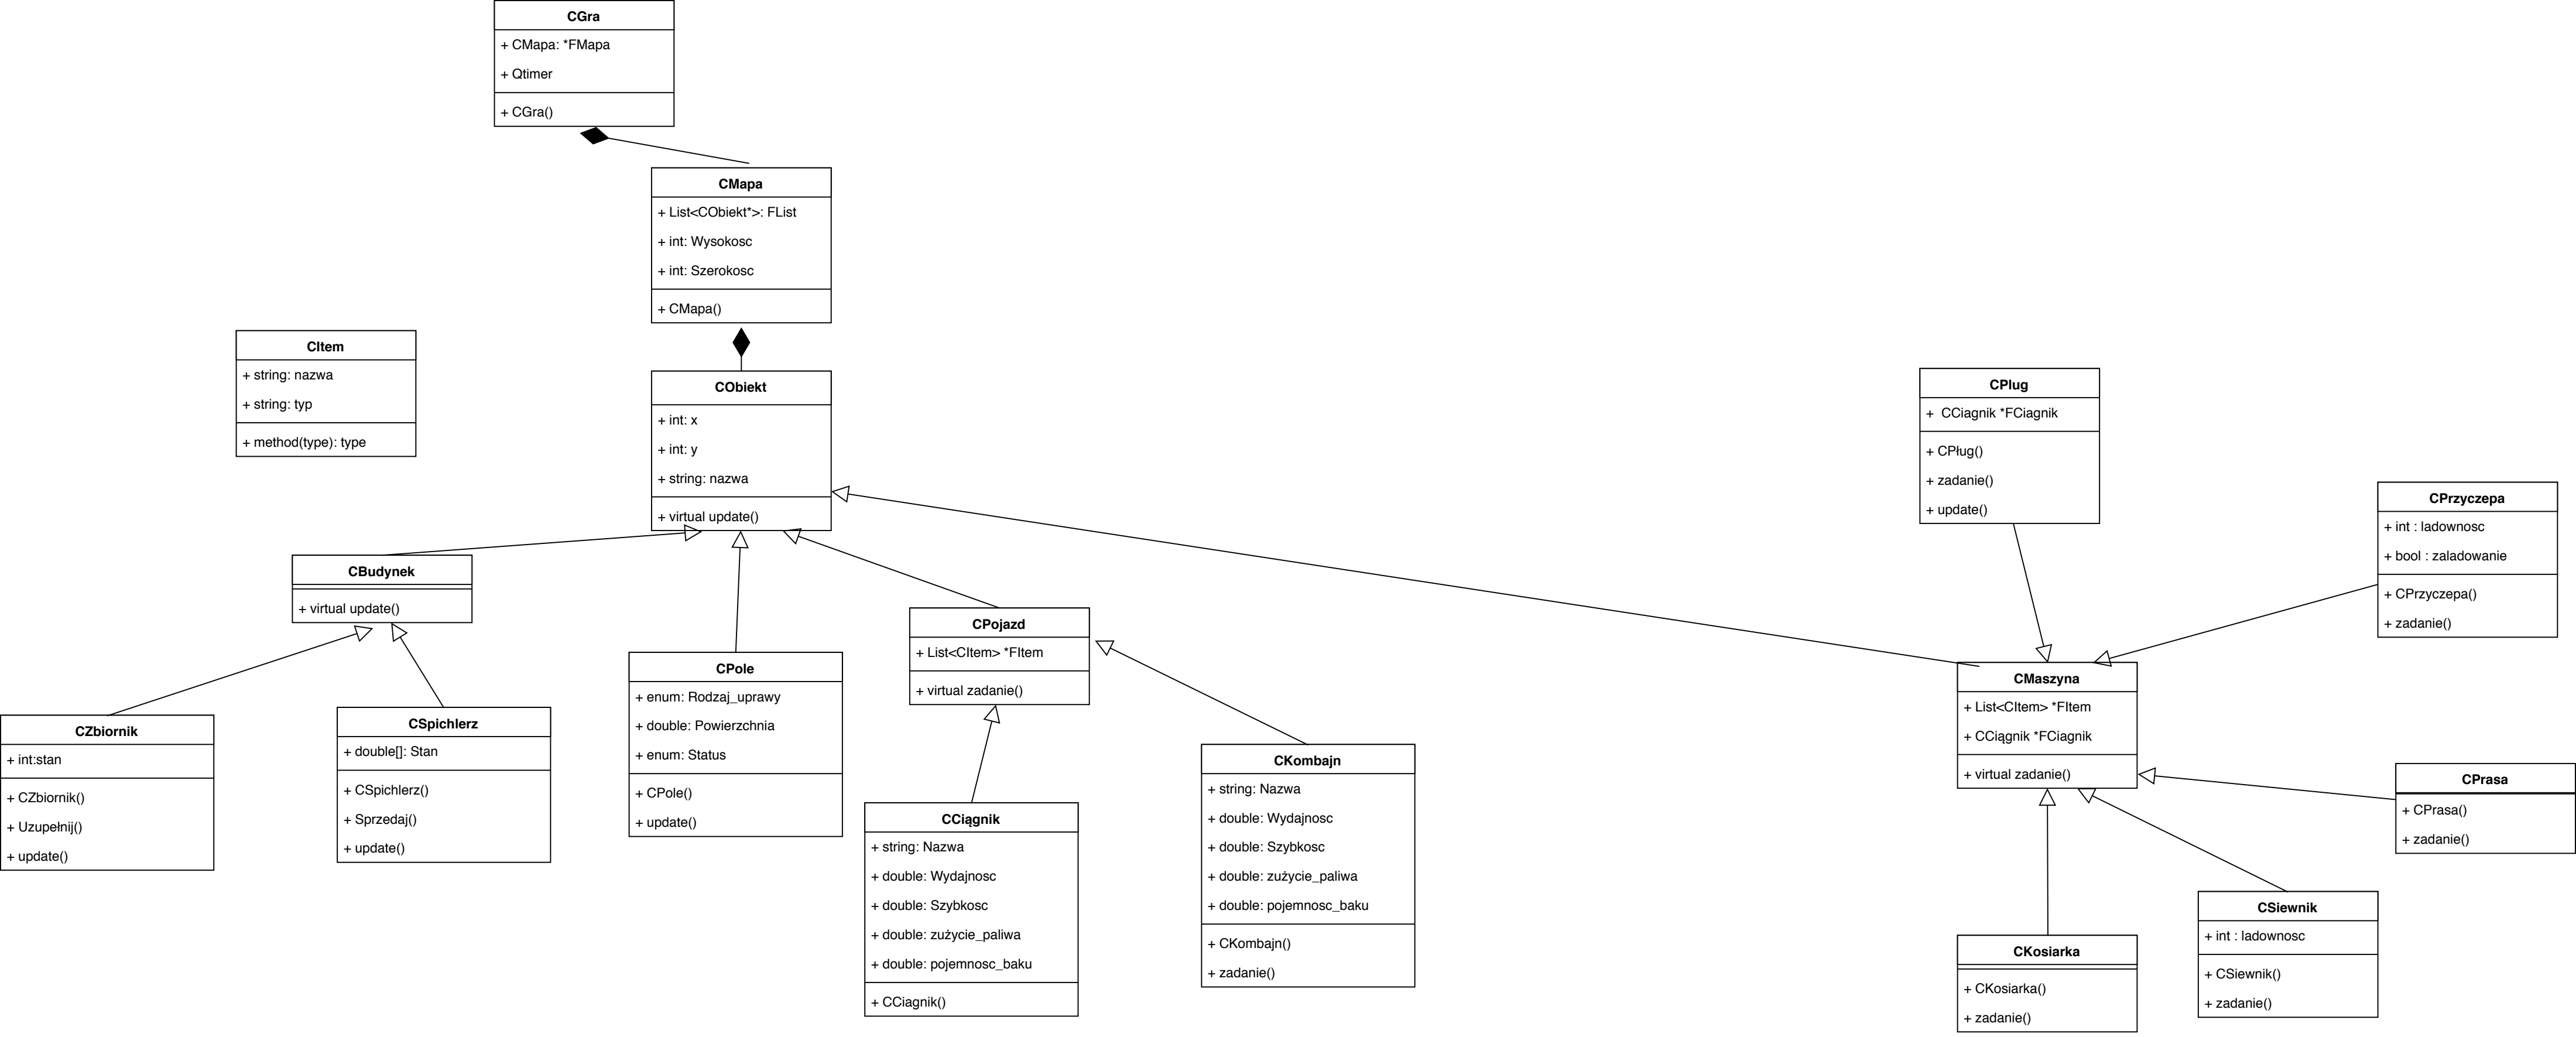 CGra
+ CMapa: *FMapa
+ Qtimer
+ CGra()
CMapa
+ List<CObiekt*>: FList
+ int: Wysokosc
+ int: Szerokosc
+ CMapa()
CItem
+ string: nazwa
+ string: typ
+ method(type): type
CObiekt
+ int: x
+ int: y
+ string: nazwa
+ virtual update()
CPlug
+  CCiagnik *FCiagnik
+ CPług()
+ zadanie()
+ update()
CPrzyczepa
+ int : ladownosc
+ bool : zaladowanie
+ CPrzyczepa()
+ zadanie()
CBudynek
+ virtual update()
CPojazd
+ List<CItem> *FItem
+ virtual zadanie()
CPole
+ enum: Rodzaj_uprawy
+ double: Powierzchnia
+ enum: Status
+ CPole()
+ update()
CMaszyna
+ List<CItem> *FItem
+ CCiągnik *FCiagnik
+ virtual zadanie()
CZbiornik
+ int:stan
+ CZbiornik()
+ Uzupełnij()
+ update()
CSpichlerz
+ double[]: Stan
+ CSpichlerz()
+ Sprzedaj()
+ update()
CCiągnik
+ string: Nazwa
+ double: Wydajnosc
+ double: Szybkosc
+ double: zużycie_paliwa
+ double: pojemnosc_baku
+ CCiagnik()
CKombajn
+ string: Nazwa
+ double: Wydajnosc
+ double: Szybkosc
+ double: zużycie_paliwa
+ double: pojemnosc_baku
+ CKombajn()
+ zadanie()
CPrasa
+ CPrasa()
+ zadanie()
CSiewnik
+ int : ladownosc
+ CSiewnik()
+ zadanie()
CKosiarka
+ CKosiarka()
+ zadanie()